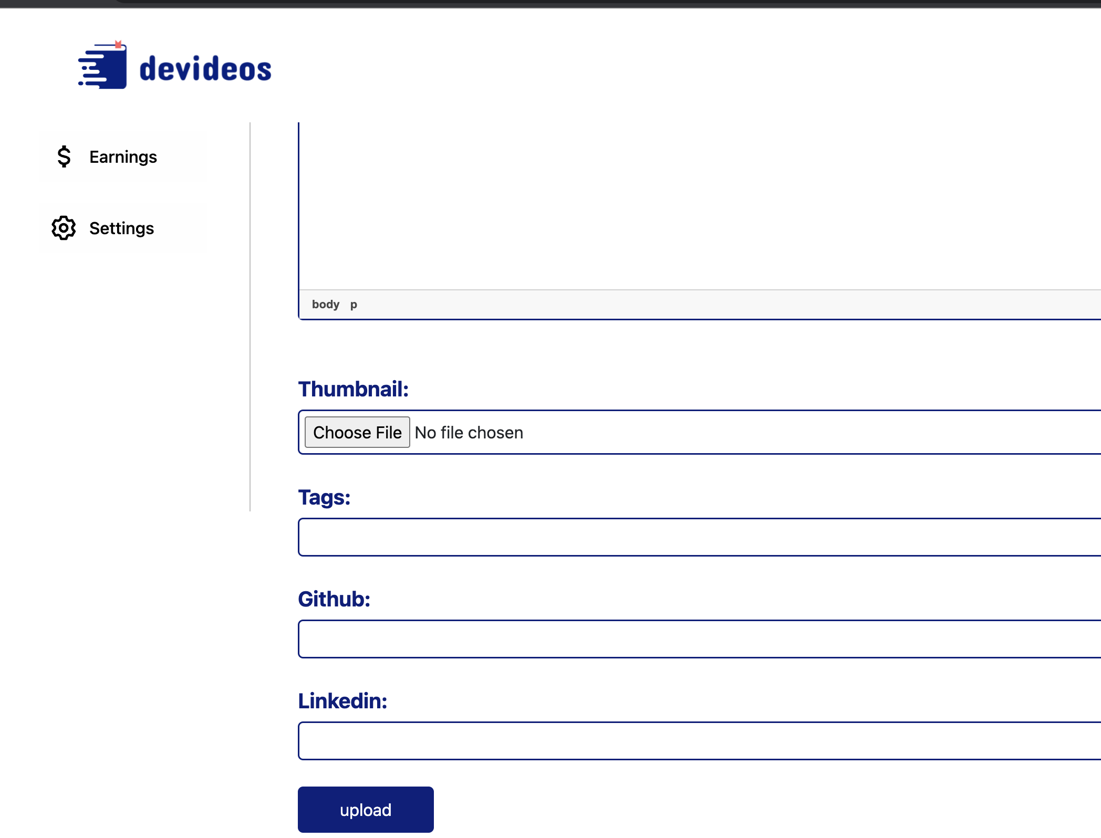 devideos
Earnings
Settings
body p
Thumbnail:
Choose File No file chosen
Tags:
Github:
Linkedin:
upload